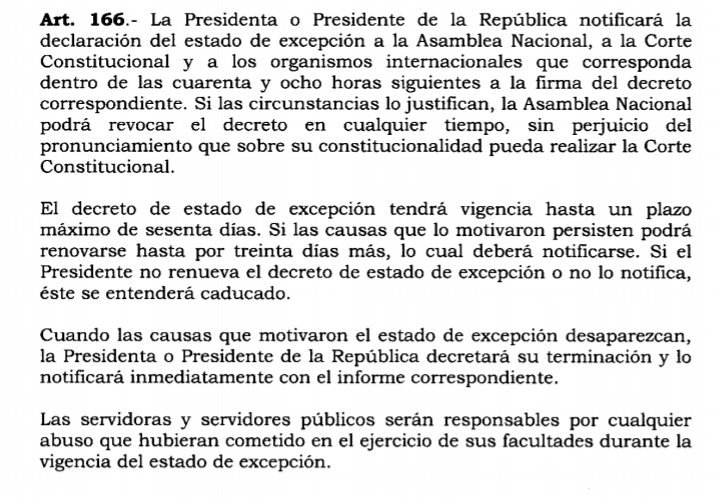 Art. 166.- La Presidenta o Presidente de la República notificará la
declaración del estado de excepción a la Asamblea Nacional, a la Corte
Constitucional y a los organismos internacionales que corresponda
dentro de las cuarenta y ocho horas siguientes a la firma del decreto
correspondiente. Si las circunstancias lo justifican, la Asamblea Nacional
podrá revocar el decreto en cualquier tiempo, sin perjuicio del
pronunciamiento que sobre su constitucionalidad pueda realizar la Corte
Constitucional.
El decreto de estado de excepción tendrá vigencia hasta un plazo
máximo de sesenta días. Si las causas que lo motivaron persisten podrá
renovarse hasta por treinta días más, lo cual deberá notificarse. Si el
Presidente no renueva el decreto de estado de excepción o no lo notifica,
éste se entenderá caducado.
Cuando las causas que motivaron el estado de excepción desaparezcan,
la Presidenta o Presidente de la República decretará su terminación y lo
notificará inmediatamente con el informe correspondiente.
Las servidoras y servidores públicos serán responsables por cualquier
abuso que hubieran cometido en el ejercicio de sus facultades durante la
vigencia del estado de excepción.